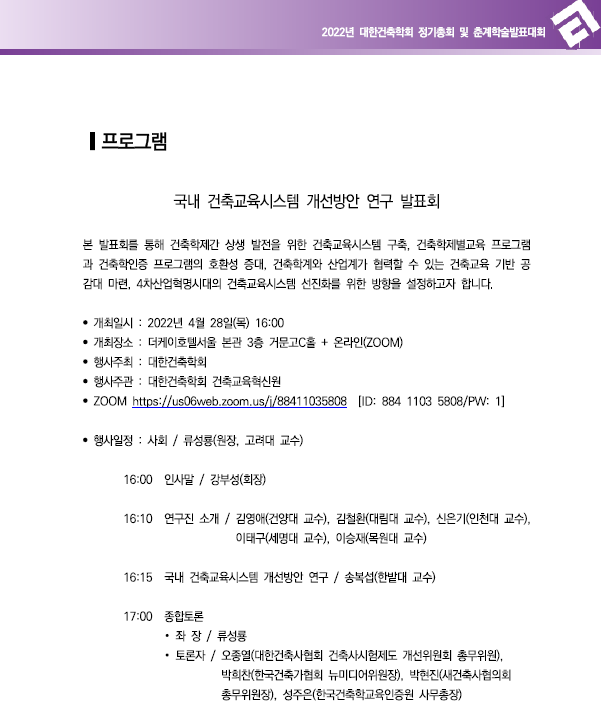 2022년 대한건축학회 정기총회 및 춘계학술발표대회
프로그램
국내 건축교육시스템 개선방안 연구 발표회
본 발표회를 통해 건축학제간 상생 발전을 위한 건축교육시스템 구축, 건축학제별교육 프로그램
과 건축학인증 프로그램의 호환성 증대, 건축학계와 산업계가 협력할 수 있는 건축교육 기반 공
감대 마련, 4차산업혁명시대의 건축교육시스템 선진화를 위한 방향을 설정하고자 합니다.
• 개최일시 : 2022년 4월 28일(목) 16:00
• 개최장소 : 더케이호텔서울 본관 3층 거문고C홀 + 온라인(ZOOM)
• 행사주최 : 대한건축학회
• 행사주관 : 대한건축학회 건축교육혁신원
• ZOOM https://us06web.zoom.us/j/88411035808 [ID: 884 1103 5808/PW: 1]
• 행사일정 : 사회 / 류성룡(원장, 고려대 교수)
16:00 인사말 / 강부성(회장)
16:10 연구진 소개 / 김영애(건양대 교수), 김철환(대림대 교수), 신은기(인천대 교수),
이태구(세명대 교수), 이승재(목원대 교수)
16:15 국내 건축교육시스템 개선방안 연구 / 송복섭(한밭대 교수)
17:00 종합토론
• 좌 장 / 류성룡
• 토론자 / 오종열(대한건축사협회 건축사시험제도 개선위원회 총무위원),
박희찬(한국건축가협회 뉴미디어위원장), 박현진(새건축사협의회
총무위원장), 성주은(한국건축학교육인증원 사무총장)